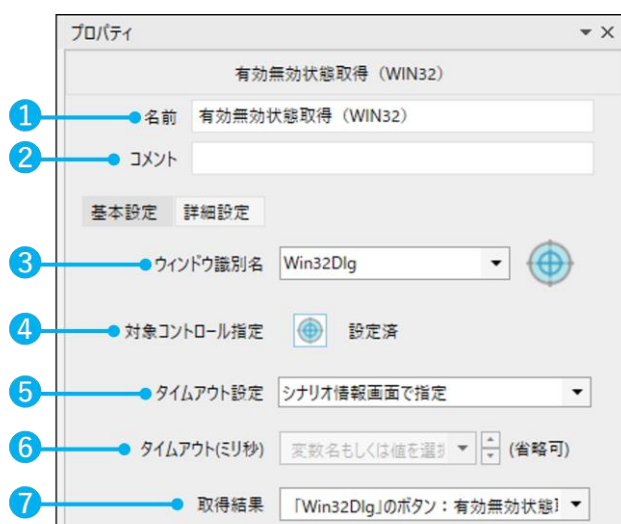 プロパティ
有効無効状態取得（WIN32）
1 名前 有効無効状態取得（WIN32）
2 コメント
基本設定 詳細設定
3 ウィンドウ識別名 Win32Dlg
4 対象コントロール指定 設定済
5 タイムアウト設定 シナリオ情報画面で指定
6 タイムアウト(ミリ秒) 変数名もしくは値を選択 (省略可)
7 取得結果 「Win32Dlg」のボタン：有効無効状態